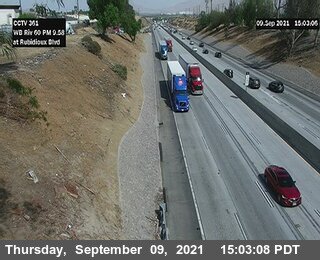 CCTV 361
WB Riv 60 PM 9.58
at Rubidioux Blvd
09.Sep 2021
15:03:06
Thursday, September 09, 2021 15:03:08 PDT